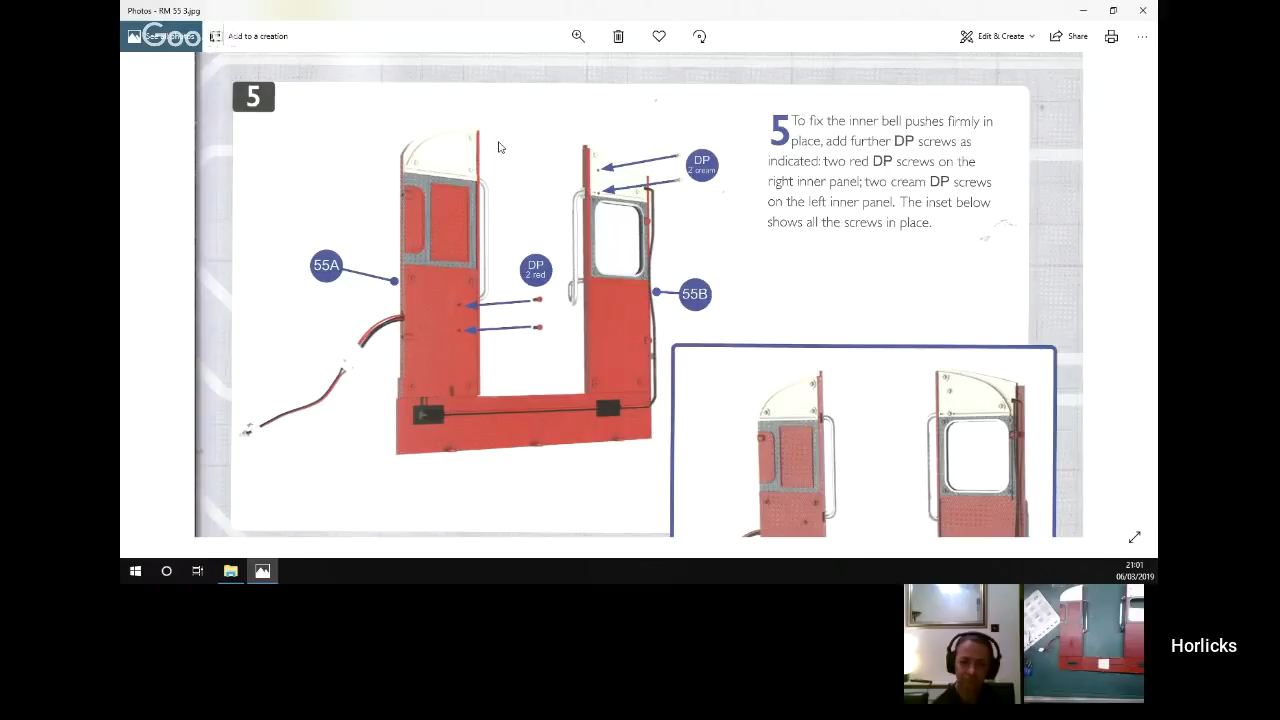 Photos - RM 55 3.jpg
Add to a creation
Edit & Create
Share
5
5 To fix the inner bell pushes firmly in
place, add further DP screws as
indicated: two red DP screws on the
right inner panel; two cream DP screws
on the left inner panel. The inset below
shows all the screws in place.
DP
2 cream
55A
DP
2 red
55B
21:01
06/03/2019
Horlicks